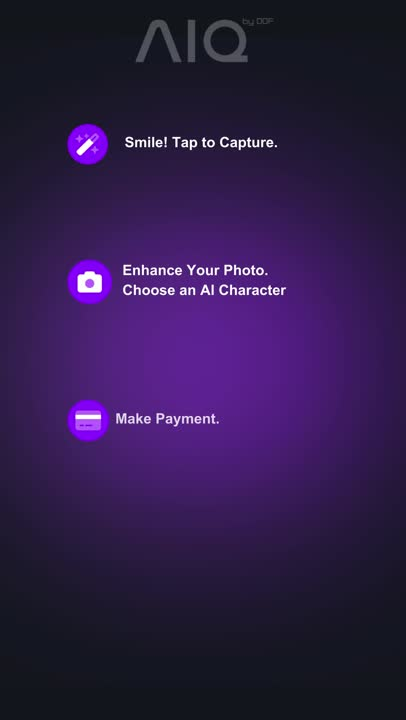 AIQ
by DOF
Smile! Tap to Capture.
Enhance Your Photo.
Choose an AI Character
Make Payment.